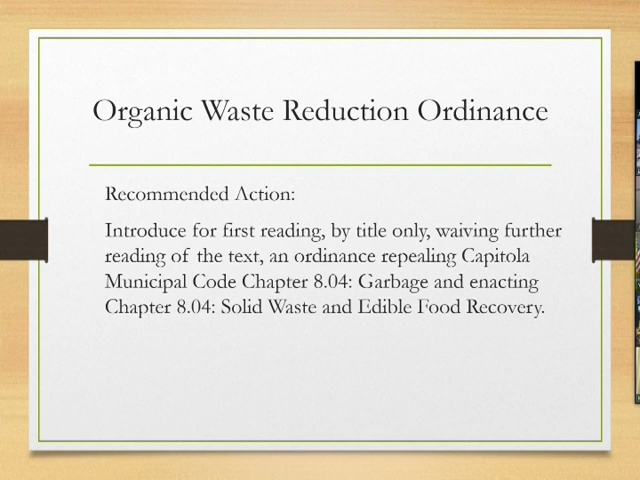 Organic Waste Reduction Ordinance
Recommended Action:
Introduce for first reading, by title only, waiving further
reading of the text, an ordinance repealing Capitola
Municipal Code Chapter 8.04: Garbage and enacting
Chapter 8.04: Solid Waste and Edible Food Recovery.